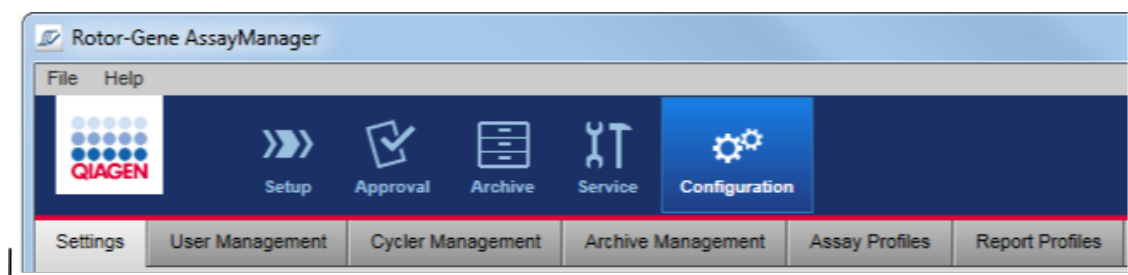 Rotor-Gene AssayManager
File Help
QIAGEN
Setup Approval Archive Service Configuration
Settings User Management Cycler Management Archive Management Assay Profiles Report Profiles